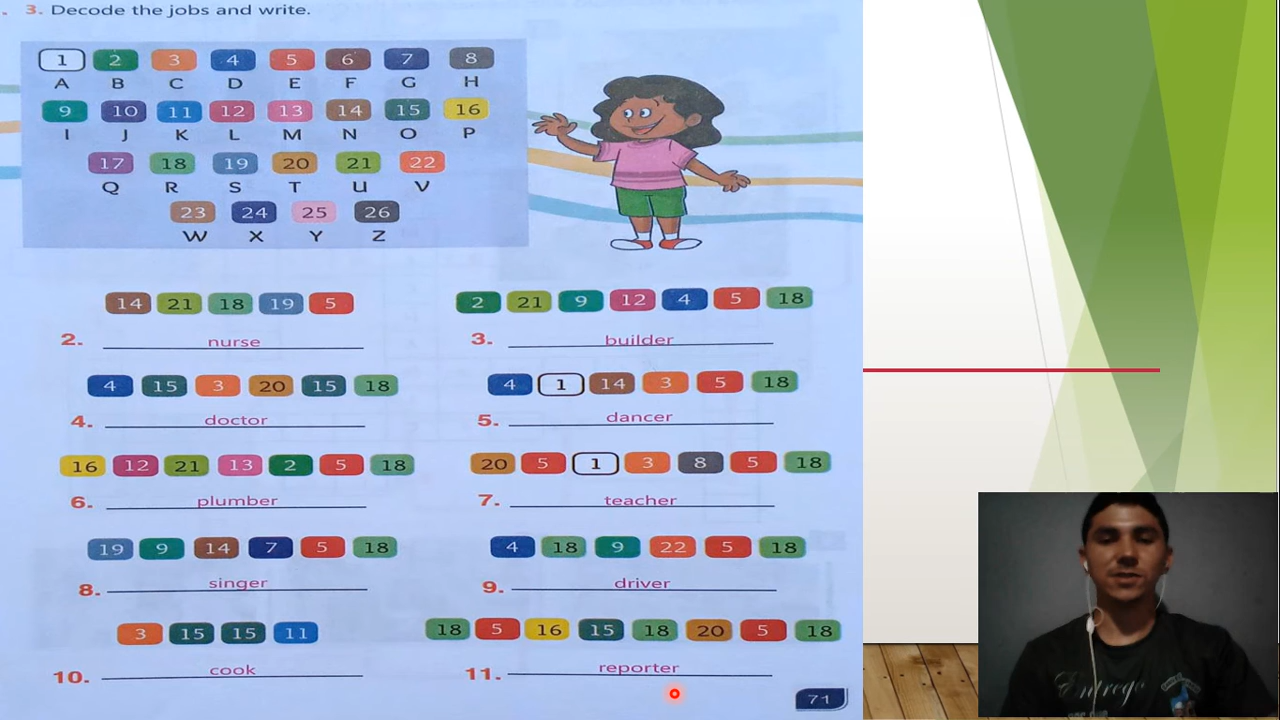 3. Decode the jobs and write.
1 2 3 4 5 6 7 8
A B C D E F G H
9 10 11 12 13 14 15 16
I J K L M N O P
17 18 19 20 21 22
Q R S T U V
23 24 25 26
W X Y Z
14 21 18 19 5
2. nurse
2 21 9 12 4 5 18
3. builder
4 15 3 20 15 18
4. doctor
4 1 14 3 5 18
5. dancer
16 12 21 13 2 5 18
6. plumber
20 5 1 3 8 5 18
7. teacher
19 9 14 7 5 18
8. singer
4 18 9 22 5 18
9. driver
3 15 15 11
10. cook
18 5 16 15 18 20 5 18
11. reporter
71
Entrego